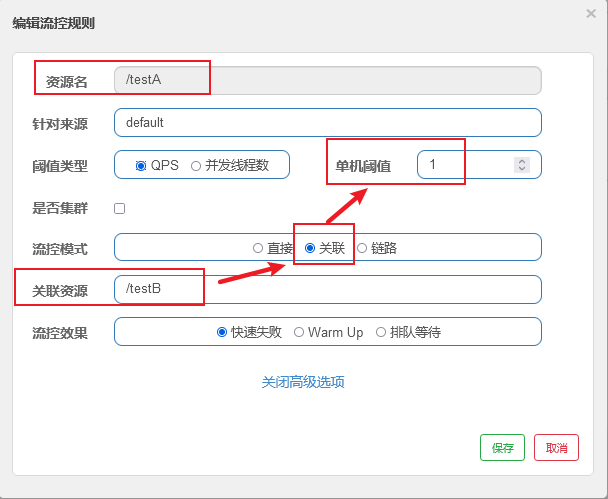 编辑流控规则
×
资源名 /testA
针对来源 default
阈值类型 QPS 并发线程数 单机阈值 1
是否集群
流控模式 直接 关联 链路
关联资源 /testB
流控效果 快速失败 Warm Up 排队等待
关闭高级选项
保存 取消